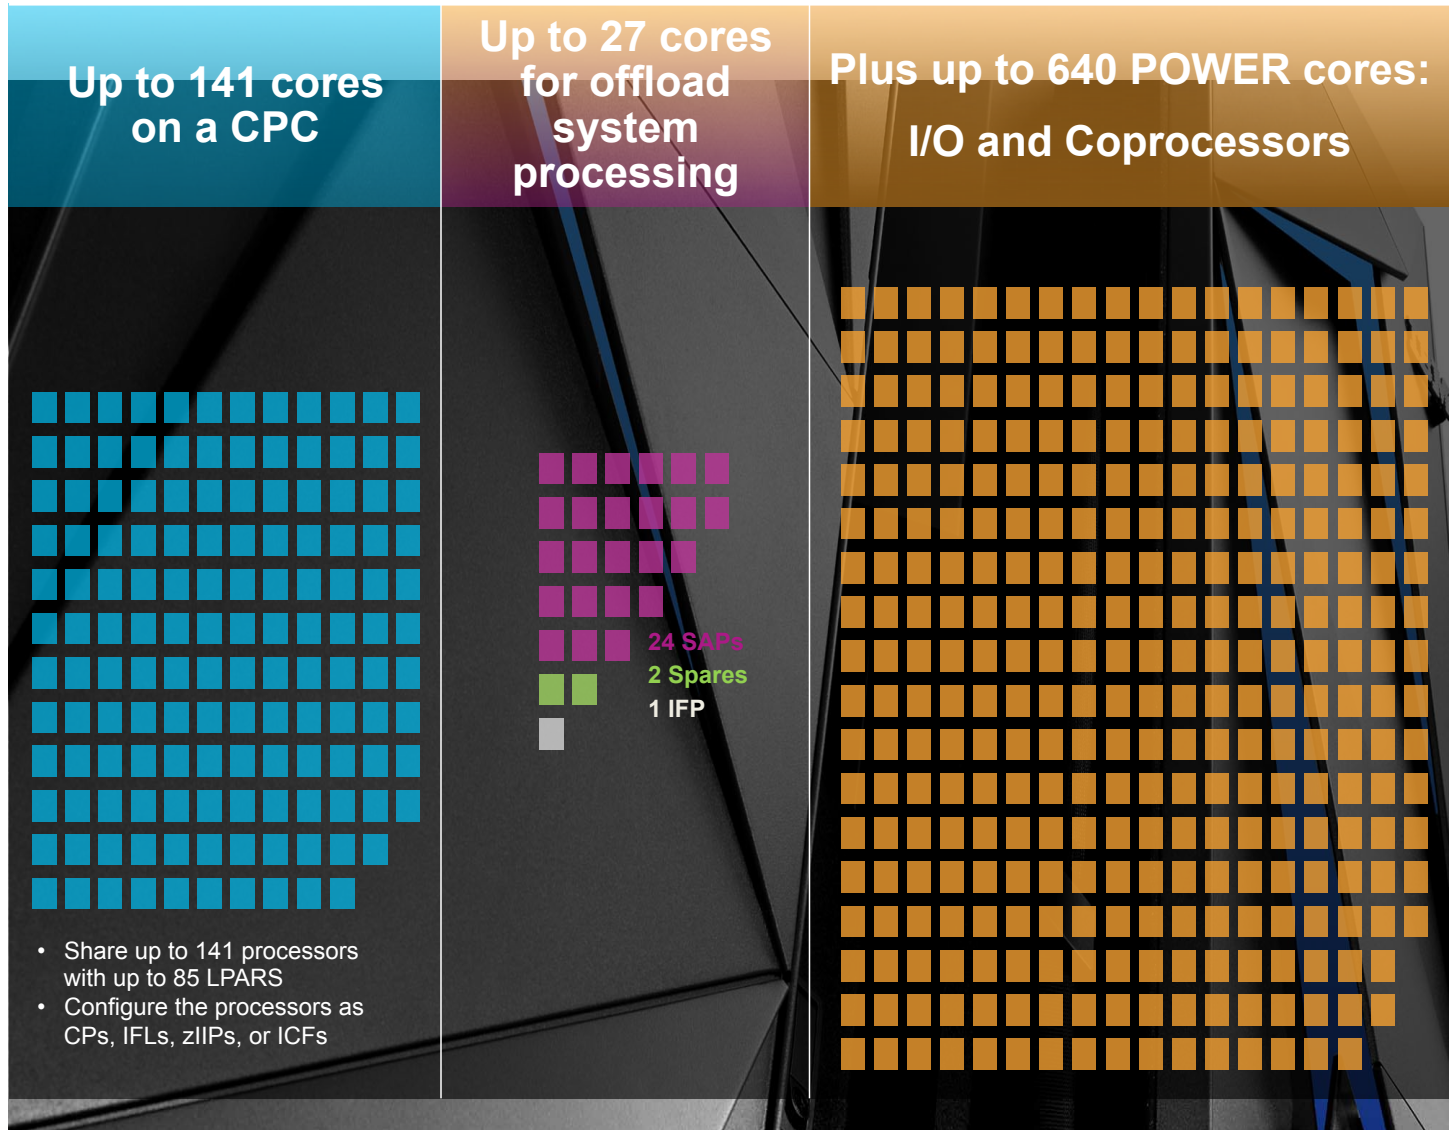 Up to 141 cores
on a CPC
Up to 27 cores
for offload
system
processing
Plus up to 640 POWER cores:
I/O and Coprocessors
24 SAPs
2 Spares
1 IFP
• Share up to 141 processors
with up to 85 LPARS
• Configure the processors as
CPs, IFLs, zIIPs, or ICFs